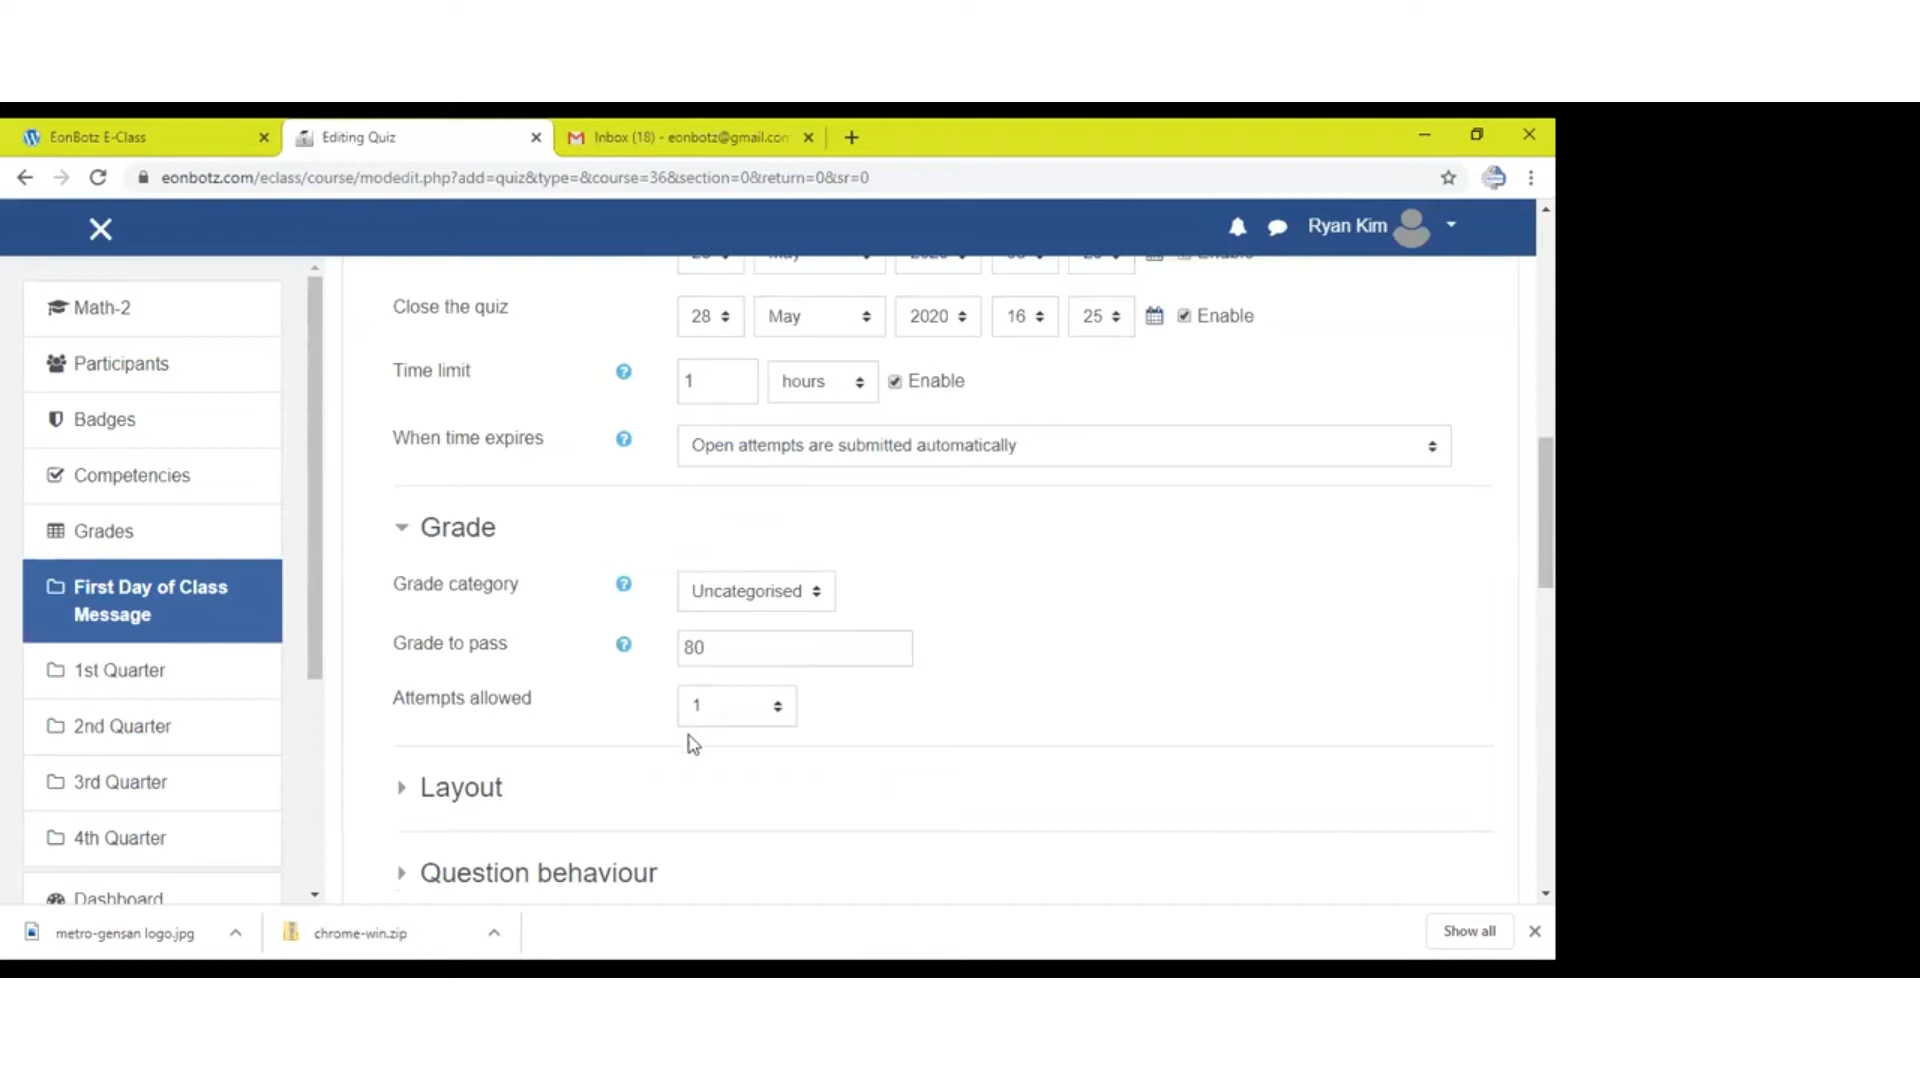 EonBotz E-Class
Editing Quiz
Inbox (18) - eonbotz@gmail.con
eonbotz.com/eclass/course/modedit.php?add=quiz&type=&course=36&section=0&return=0&sr=0
Ryan Kim
Math-2
Participants
Badges
Competencies
Grades
First Day of Class
Message
1st Quarter
2nd Quarter
3rd Quarter
4th Quarter
Dashboard
Close the quiz
28 May 2020 16 25 Enable
Time limit
1 hours Enable
When time expires
Open attempts are submitted automatically
Grade
Grade category
Uncategorised
Grade to pass
80
Attempts allowed
1
Layout
Question behaviour
metro-gensan logo.jpg
chrome-win.zip
Show all